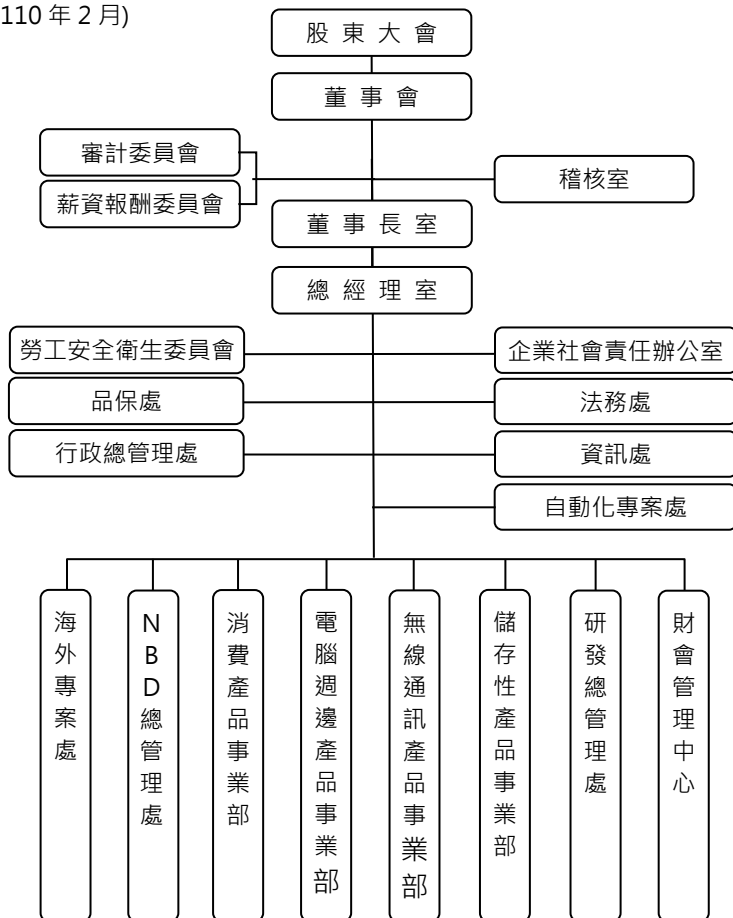 110 年 2 月)
股 東 大 會
董 事 會
審計委員會
稽核室
薪資報酬委員會
董 事 長 室
總 經 理 室
勞工安全衛生委員會
企業社會責任辦公室
品保處
法務處
行政總管理處
資訊處
自動化專案處
海外專案處
NBD總管理處
消費產品事業部
電腦週邊產品事業部
無線通訊產品事業部
儲存性產品事業部
研發總管理處
財會管理中心